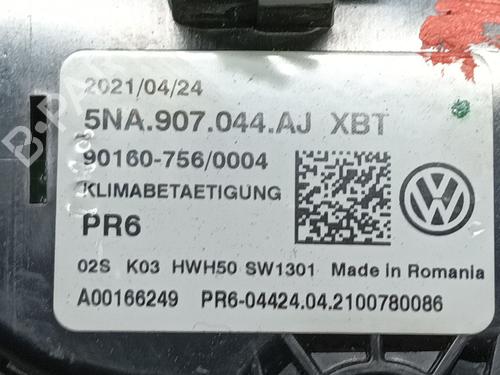 2021/04/24
5NA.907.044.AJ XBT
90160-756/0004
KLIMABETAETIGUNG
PR6
02S K03 HWH50 SW1301 Made in Romania
A00166249 PR6-04424.04.2100780086